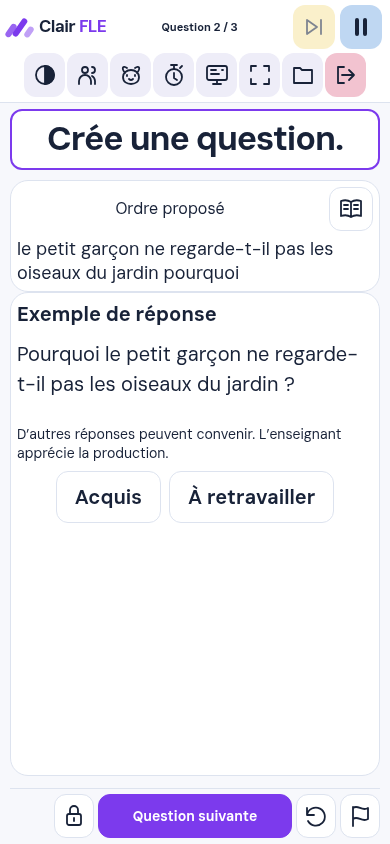 Clair FLE
Question 2 / 3
Crée une question.
Ordre proposé
le petit garçon ne regarde-t-il pas les
oiseaux du jardin pourquoi
Exemple de réponse
Pourquoi le petit garçon ne regarde-
t-il pas les oiseaux du jardin ?
D’autres réponses peuvent convenir. L’enseignant
apprécie la production.
Acquis
À retravailler
Question suivante